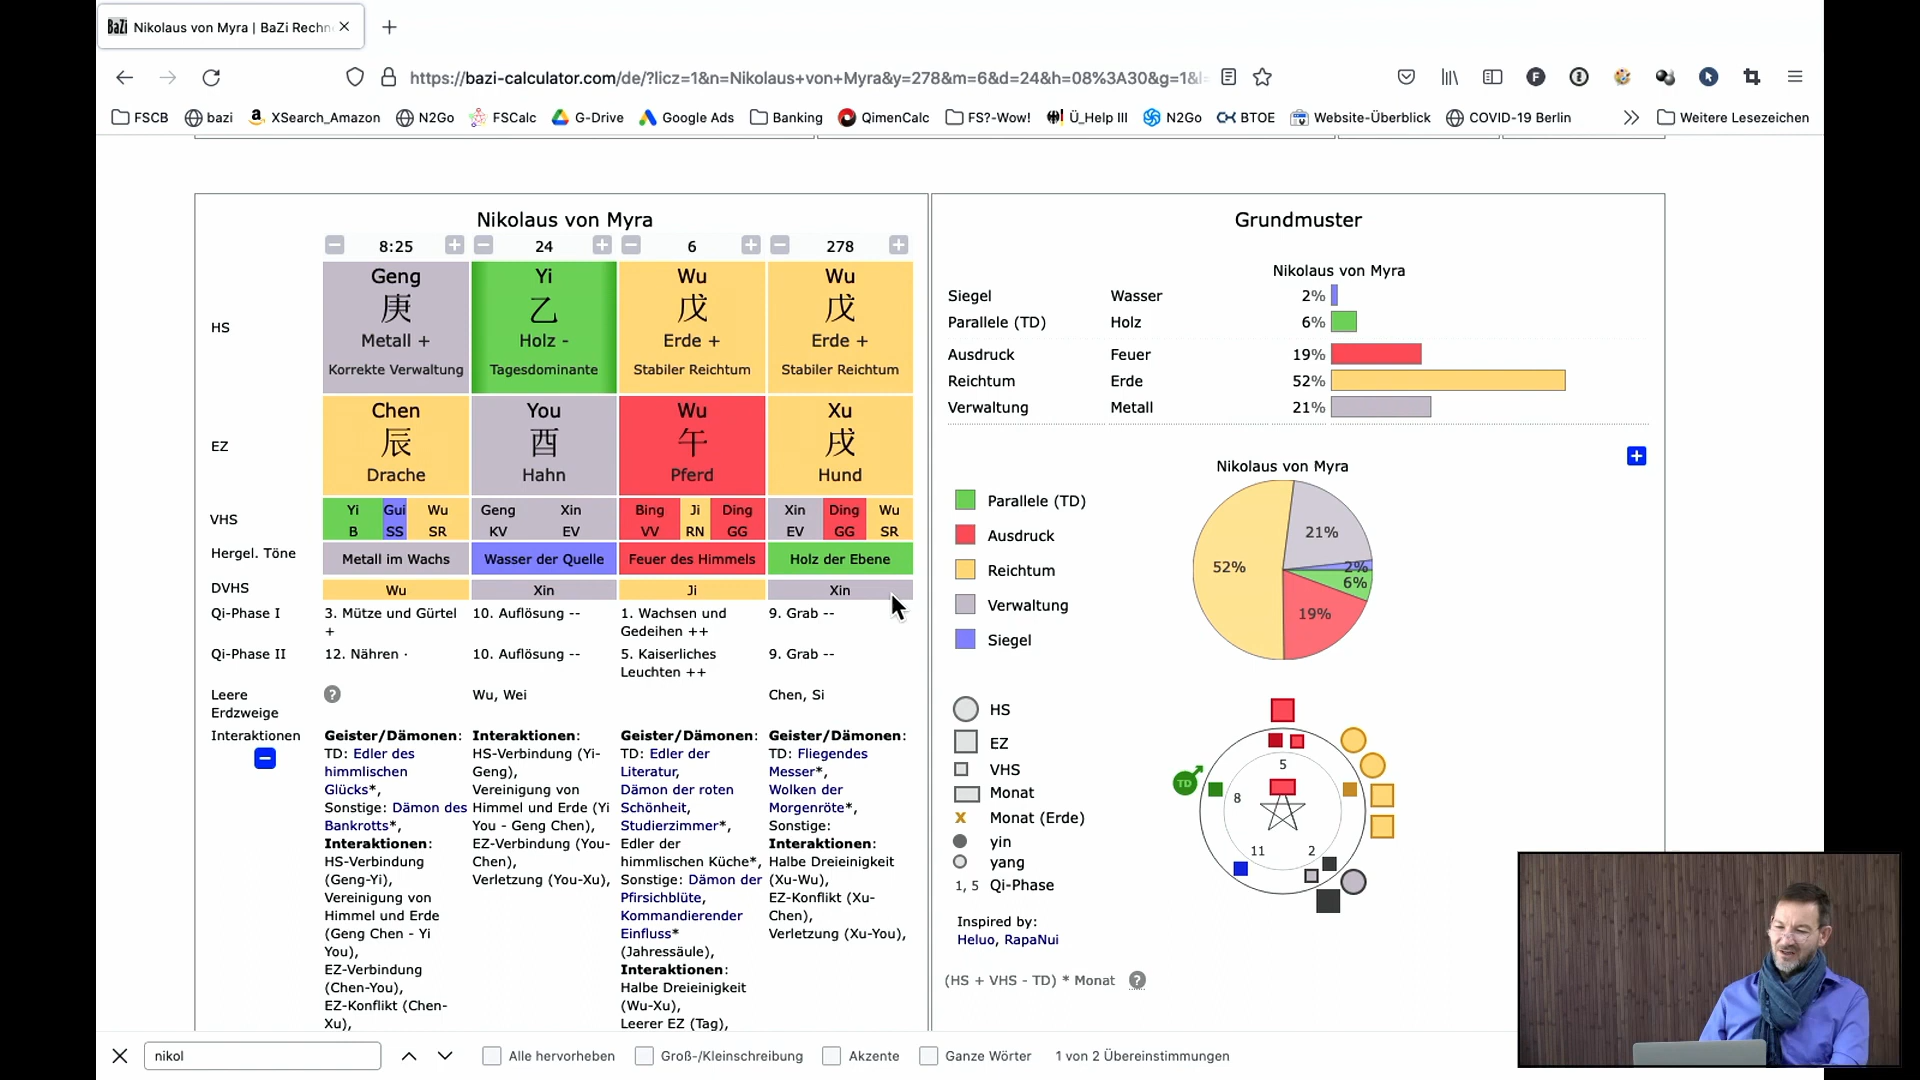 BaZi Nikolaus von Myra | BaZi Rechn
https://bazi-calculator.com/de/?licz=1&n=Nikolaus+von+Myra&y=278&m=6&d=24&h=08%3A30&g=1&l=
FSCB bazi XSearch_Amazon N2Go FSCalc G-Drive Google Ads Banking QimenCalc FS?-Wow! Ü_Help III N2Go BTOE Website-Überblick COVID-19 Berlin Weitere Lesezeichen
Nikolaus von Myra
8:25 24 6 278
HS
Geng Yi Wu Wu
庚 乙 戊 戊
Metall + Holz - Erde + Erde +
Korrekte Verwaltung Tagesdominante Stabiler Reichtum Stabiler Reichtum
EZ
Chen You Wu Xu
辰 酉 午 戌
Drache Hahn Pferd Hund
VHS
Yi Gui Wu Geng Xin Bing Ji Ding Xin Ding Wu
B SS SR KV EV VV RN GG EV GG SR
Hergel. Töne Metall im Wachs Wasser der Quelle Feuer des Himmels Holz der Ebene
DVHS Wu Xin Ji Xin
Qi-Phase I
3. Mütze und Gürtel
+
10. Auflösung --
1. Wachsen und
Gedeihen ++
9. Grab --
Qi-Phase II
12. Nähren ·
10. Auflösung --
5. Kaiserliches
Leuchten ++
9. Grab --
Leere
Erdzweige
?
Wu, Wei
Chen, Si
Interaktionen
Geister/Dämonen:
TD: Edler des
himmlischen
Glücks*,
Sonstige: Dämon des
Bankrotts*,
Interaktionen:
HS-Verbindung
(Geng-Yi),
Vereinigung von
Himmel und Erde
(Geng Chen - Yi
You),
EZ-Verbindung
(Chen-You),
EZ-Konflikt (Chen-
Xu),
Interaktionen:
HS-Verbindung (Yi-
Geng),
Vereinigung von
Himmel und Erde (Yi
You - Geng Chen),
EZ-Verbindung (You-
Chen),
Verletzung (You-Xu),
Geister/Dämonen:
TD: Edler der
Literatur,
Dämon der roten
Schönheit,
Studierzimmer*,
Edler der
himmlischen Küche*,
Sonstige: Dämon der
Pfirsichblüte,
Kommandierender
Einfluss*
(Jahressäule),
Interaktionen:
Halbe Dreieinigkeit
(Wu-Xu),
Leerer EZ (Tag),
Geister/Dämonen:
TD: Fliegendes
Messer*,
Wolken der
Morgenröte*,
Sonstige:
Interaktionen:
Halbe Dreieinigkeit
(Xu-Wu),
EZ-Konflikt (Xu-
Chen),
Verletzung (Xu-You),
Grundmuster
Nikolaus von Myra
Siegel Wasser 2%
Parallele (TD) Holz 6%
Ausdruck Feuer 19%
Reichtum Erde 52%
Verwaltung Metall 21%
Nikolaus von Myra
Parallele (TD)
Ausdruck
Reichtum
Verwaltung
Siegel
21%
52%
2%
6%
19%
HS
EZ
VHS
Monat
x Monat (Erde)
yin
yang
1, 5 Qi-Phase
TD
5
8
11
2
Inspired by:
Heluo, RapaNui
(HS + VHS - TD) * Monat ?
nikol Alle hervorheben Groß-/Kleinschreibung Akzente Ganze Wörter 1 von 2 Übereinstimmungen